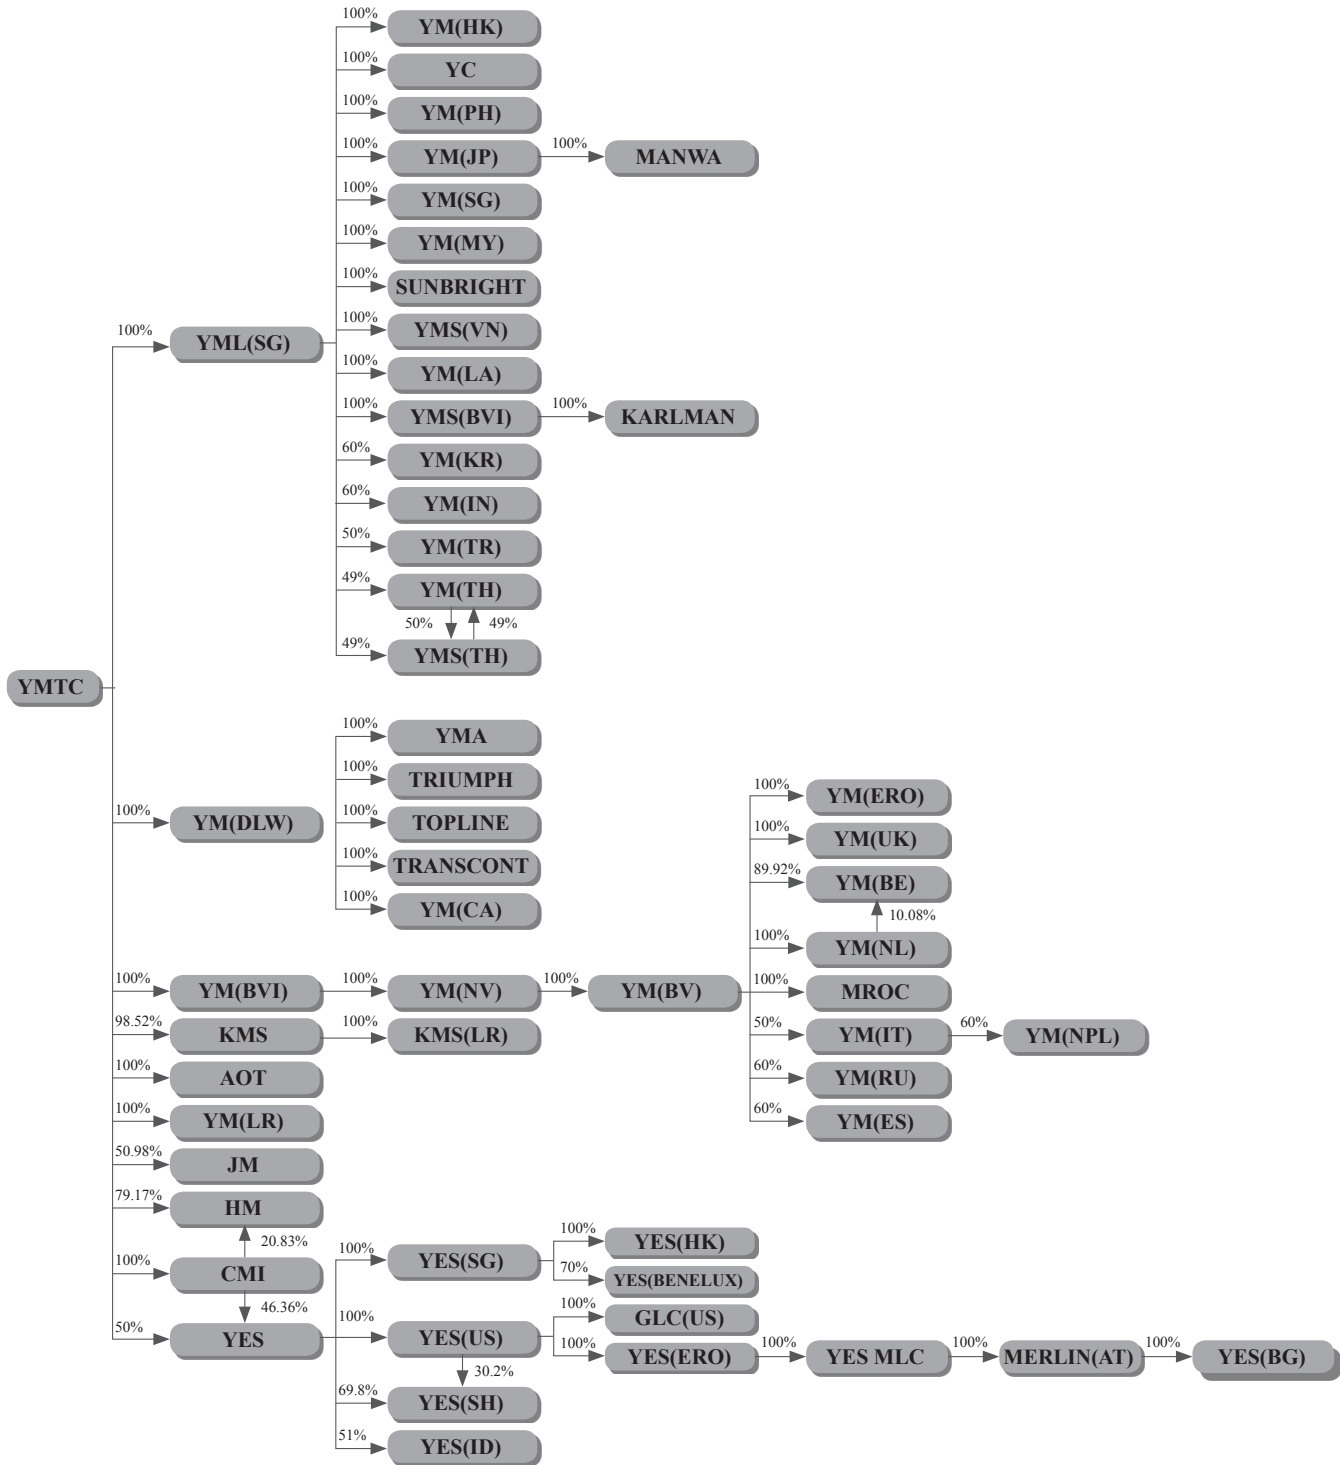 100%
YM(HK)
100%
YC
100%
YM(PH)
100%
YM(JP)
100%
MANWA
100%
YM(SG)
100%
YM(MY)
100%
SUNBRIGHT
100%
YMS(VN)
100%
YML(SG)
100%
YM(LA)
100%
YMS(BVI)
100%
KARLMAN
60%
YM(KR)
60%
YM(IN)
50%
YM(TR)
49%
YM(TH)
50%
49%
49%
YMS(TH)
YMTC
100%
YMA
100%
TRIUMPH
100%
YM(DLW)
100%
TOPLINE
100%
TRANSCONT
100%
YM(CA)
100%
YM(ERO)
100%
YM(UK)
89.92%
YM(BE)
10.08%
100%
YM(NL)
100%
YM(BVI)
100%
YM(NV)
100%
YM(BV)
100%
MROC
98.52%
KMS
100%
KMS(LR)
50%
YM(IT)
60%
YM(NPL)
100%
AOT
60%
YM(RU)
100%
YM(LR)
60%
YM(ES)
50.98%
JM
79.17%
HM
20.83%
100%
CMI
46.36%
50%
YES
100%
YES(SG)
100%
YES(HK)
70%
YES(BENELUX)
100%
YES(US)
100%
GLC(US)
100%
YES(ERO)
100%
YES MLC
100%
MERLIN(AT)
100%
YES(BG)
30.2%
69.8%
YES(SH)
51%
YES(ID)